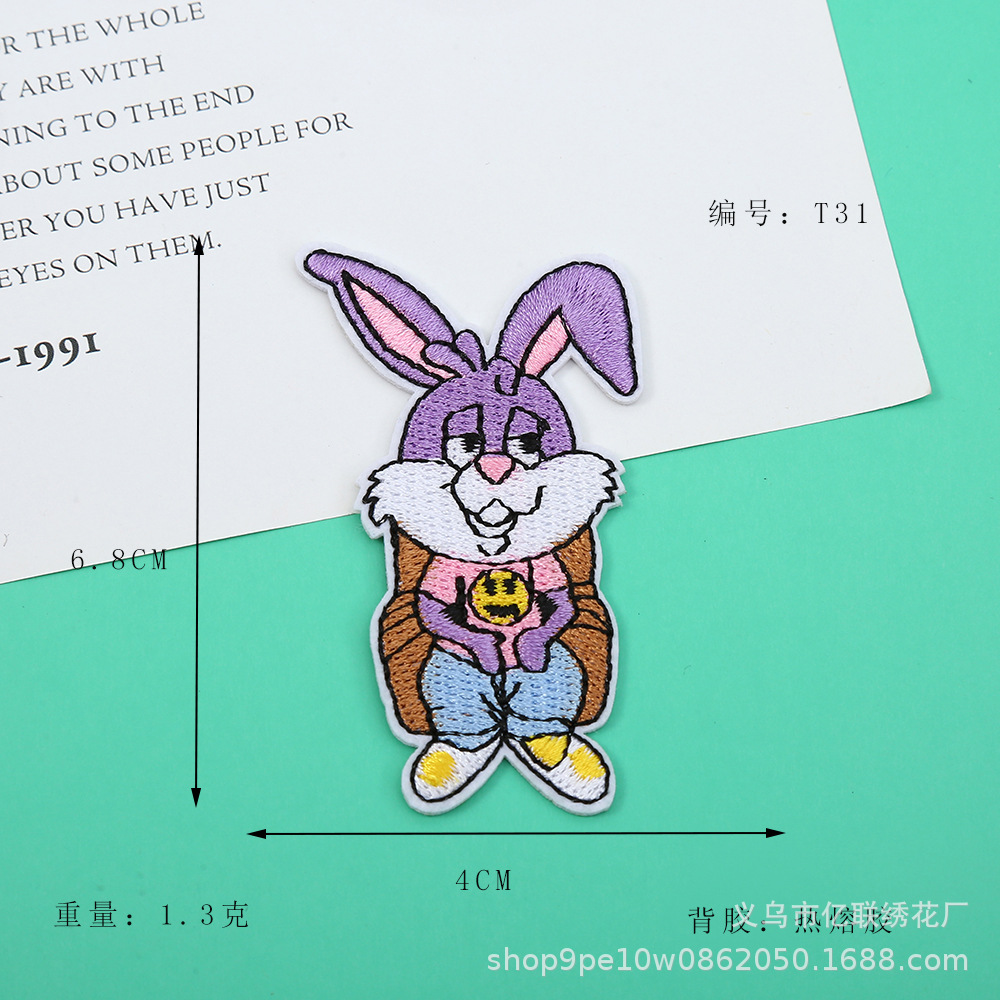 R THE WHOLE
Y ARE WITH
NING TO THE END
ABOUT SOME PEOPLE FOR
ER YOU HAVE JUST
EYES ON THEM.
-1991
编号：T31
6.8CM
4CM
重量：1.3克
背胶：热熔胶
义乌市亿联绣花厂
shop9pe10w0862050.1688.com